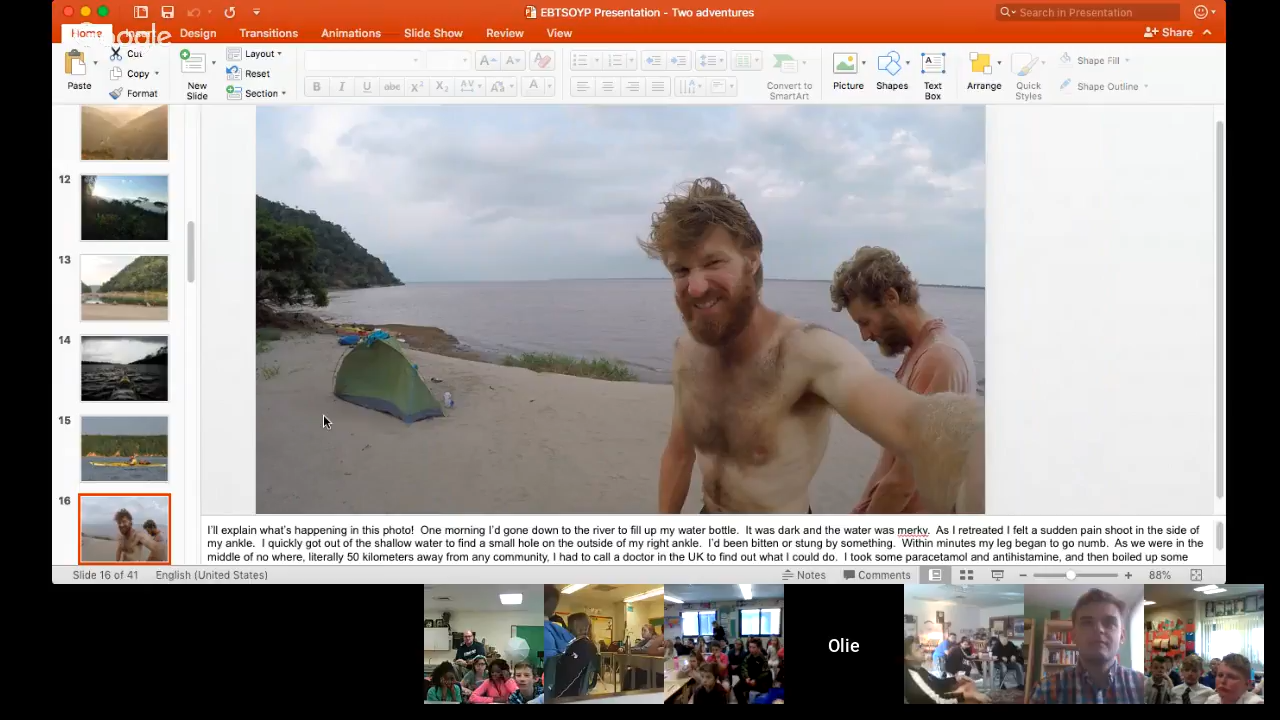 EBTSOYP Presentation - Two adventures
Search in Presentation
Google
Home Insert Design Transitions Animations Slide Show Review View
Share
Paste
Cut
Copy
Format
New Slide
Layout
Reset
Section
B I U abc X² X₂ AV A
Convert to SmartArt
Picture
Shapes
Text Box
Arrange
Quick Styles
Shape Fill
Shape Outline
12
13
14
15
16
I'll explain what's happening in this photo! One morning I'd gone down to the river to fill up my water bottle. It was dark and the water was merky. As I retreated I felt a sudden pain shoot in the side of
my ankle. I quickly got out of the shallow water to find a small hole on the outside of my right ankle. I'd been bitten or stung by something. Within minutes my leg began to go numb. As we were in the
middle of no where, literally 50 kilometers away from any community, I had to call a doctor in the UK to find out what I could do. I took some paracetamol and antihistamine, and then boiled up some
Slide 16 of 41 English (United States) Notes Comments 88%
Olie